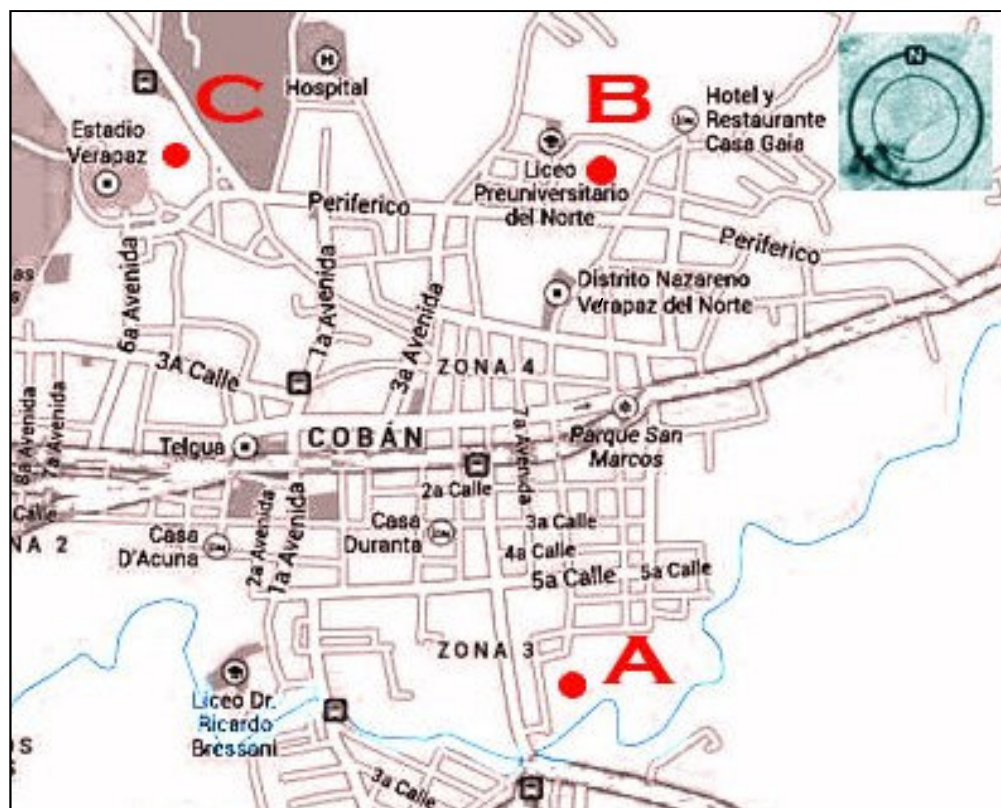 C
B
N
H
Hospital
Hotel y
Restaurante
Casa Gaia
Estadio
Verapaz
Liceo
Preuniversitario
del Norte
Periferico
Periferico
6a Avenida
1a Avenida
3a Avenida
Distrito Nazareno
Verapaz del Norte
as
3A Calle
ZONA 4
8a Avenida
7a Avenida
Telgua
COBÁN
7a Avenida
Parque San
Marcos
2a Calle
Calle
NA 2
Casa
D'Acuna
2a Avenida
1a Avenida
Casa
Duranta
3a Calle
4a Calle
5a Calle
5a Calle
ZONA 3
A
Liceo Dr.
Ricardo
Bressani
OS
3a Calle